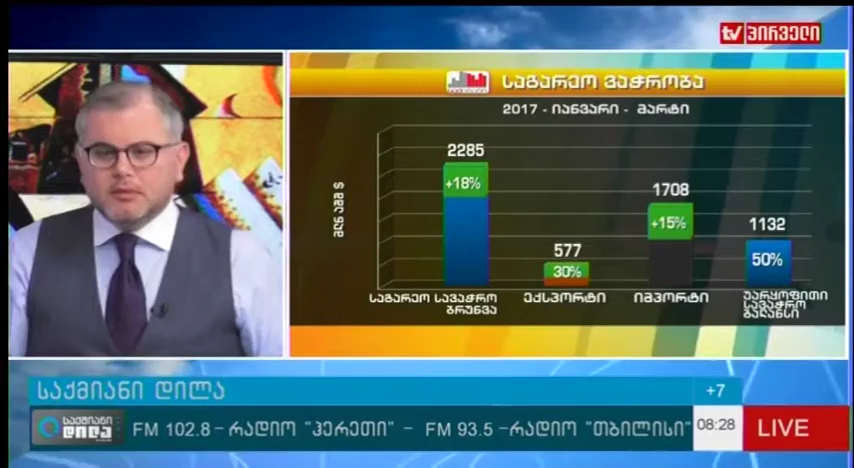 tv პირველი
საგარეო ვაჭრობა
2017 - იანვარი - მარტი
მლნ აშშ $
2285
+18%
577
30%
1708
+15%
1132
50%
საგარეო სავაჭრო ბრუნვა
ექსპორტი
იმპორტი
უარყოფითი სავაჭრო ბალანსი
საქმიანი დილა
+7
საქმიანი დილა
FM 102.8 – რადიო "ჰერეთი" – FM 93.5 - რადიო "თბილისი"
08:28
LIVE